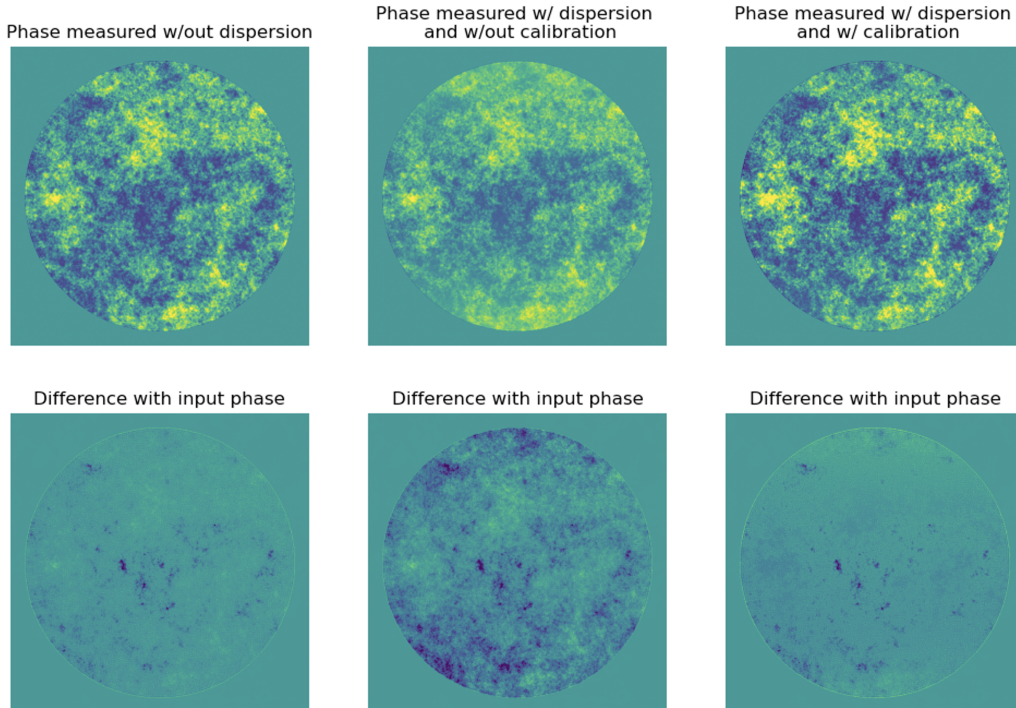 Phase measured w/out dispersion
Phase measured w/ dispersion
and w/out calibration
Phase measured w/ dispersion
and w/ calibration
Difference with input phase
Difference with input phase
Difference with input phase